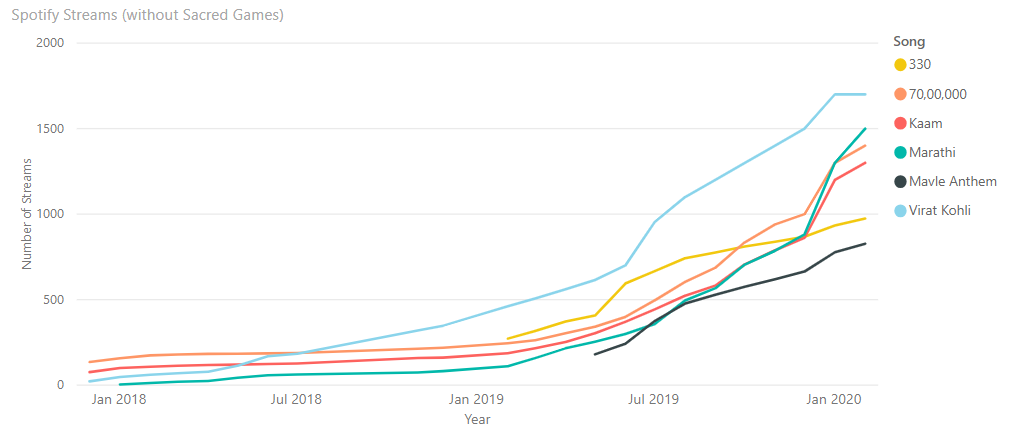 Spotify Streams (without Sacred Games)
2000
1500
1000
500
0
Number of Streams
Jan 2018
Jul 2018
Jan 2019
Jul 2019
Jan 2020
Year
Song
330
70,00,000
Kaam
Marathi
Mavle Anthem
Virat Kohli